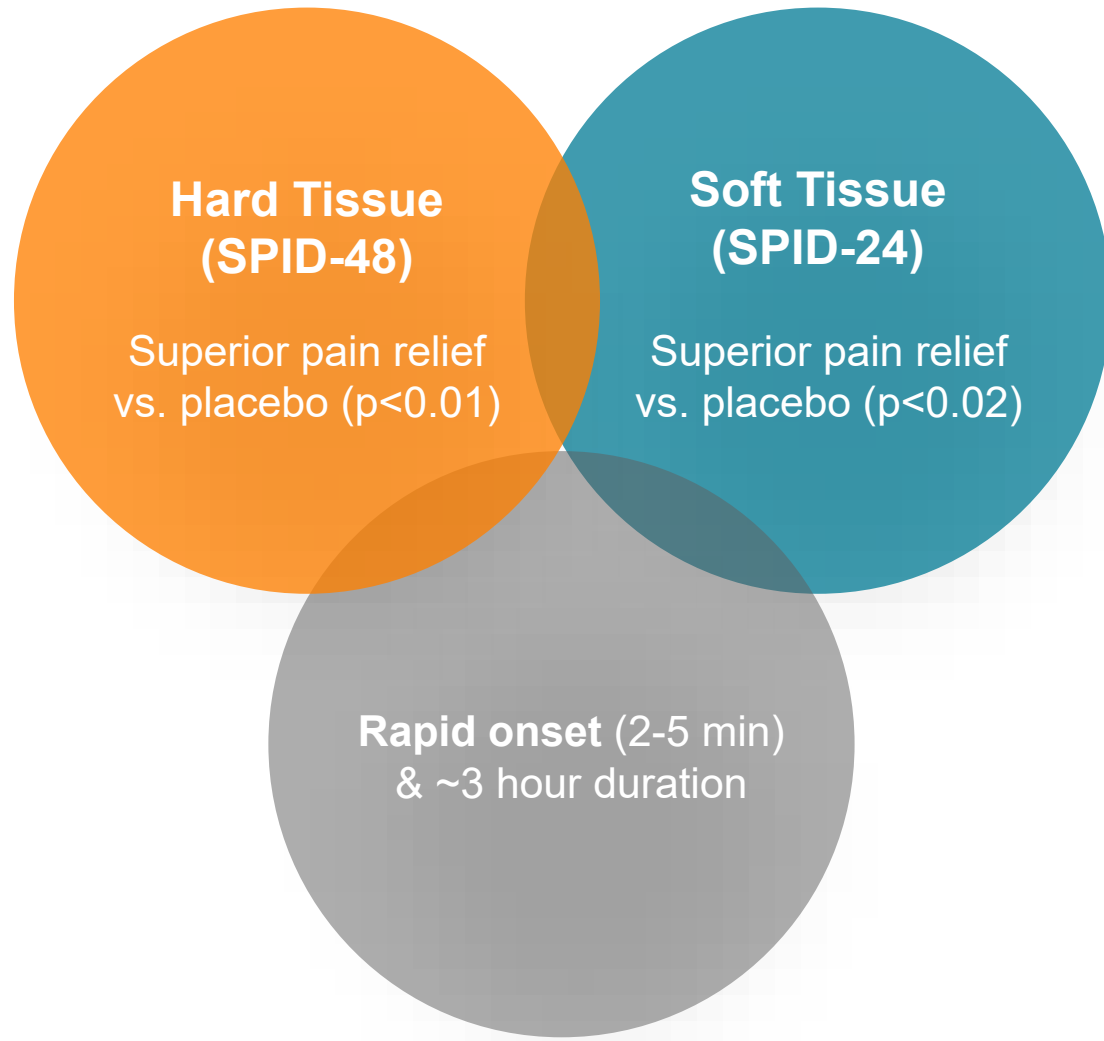 Hard Tissue
(SPID-48)
Superior pain relief
vs. placebo (p<0.01)
Soft Tissue
(SPID-24)
Superior pain relief
vs. placebo (p<0.02)
Rapid onset (2-5 min)
& ~3 hour duration